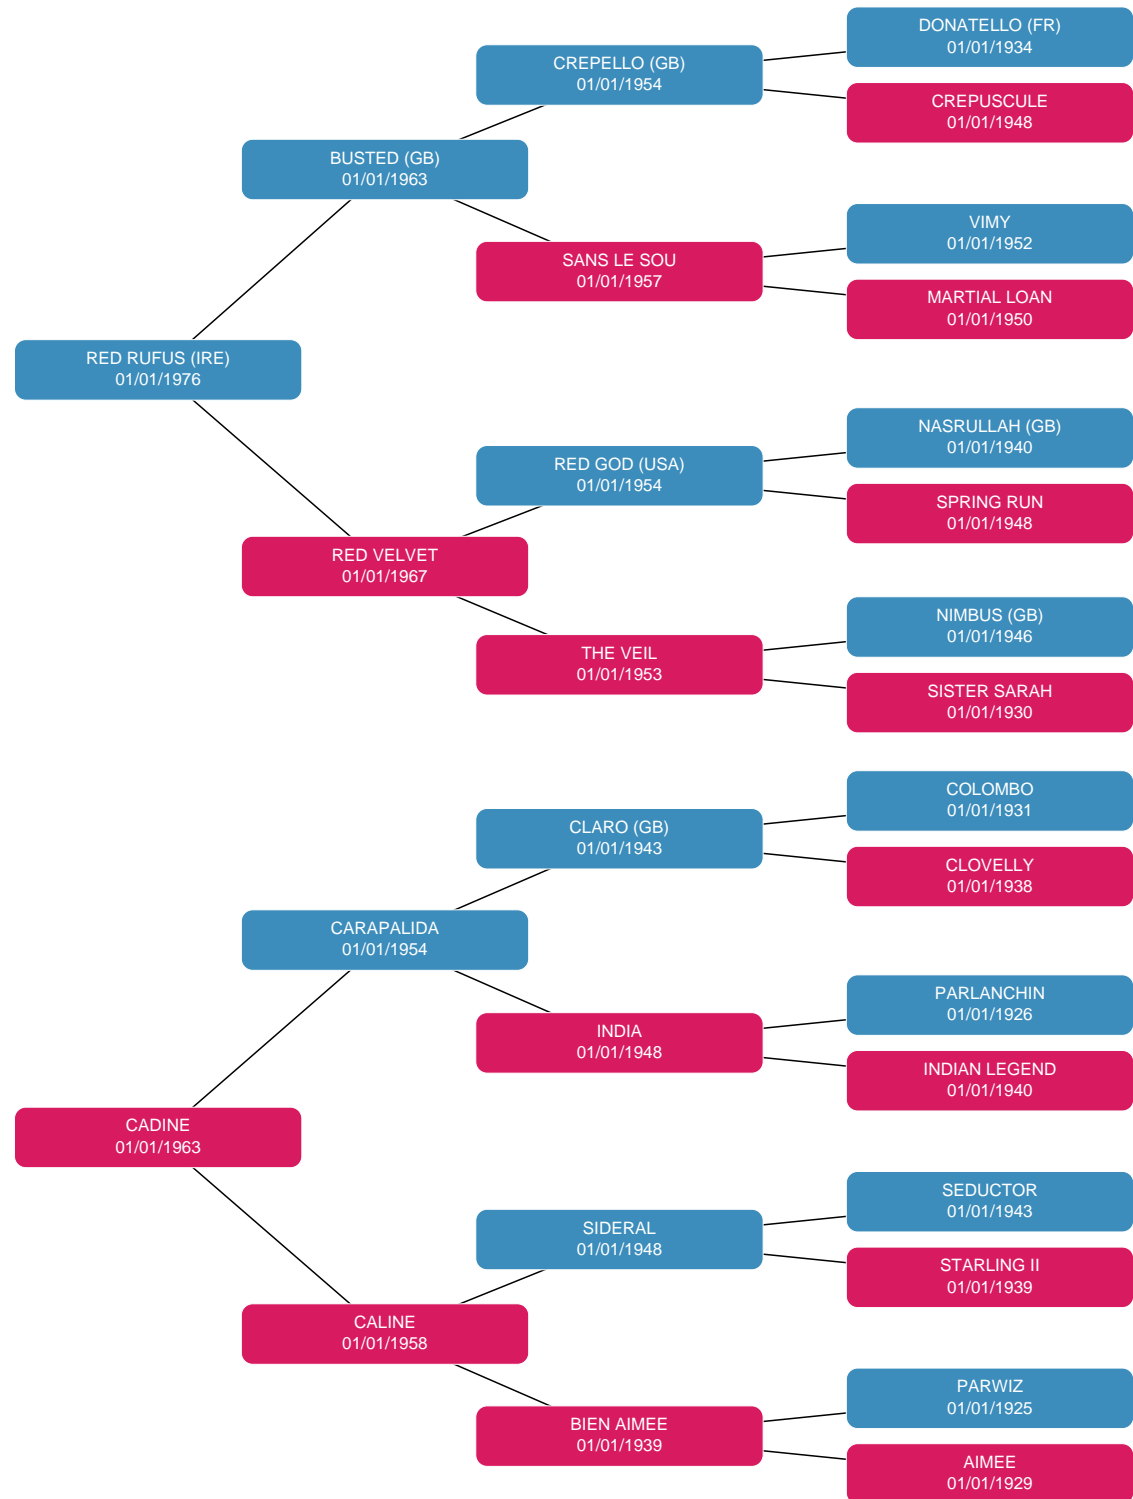 DONATELLO (FR)
01/01/1934
CREPELLO (GB)
01/01/1954
CREPUSCULE
01/01/1948
BUSTED (GB)
01/01/1963
VIMY
01/01/1952
SANS LE SOU
01/01/1957
MARTIAL LOAN
01/01/1950
RED RUFUS (IRE)
01/01/1976
NASRULLAH (GB)
01/01/1940
RED GOD (USA)
01/01/1954
SPRING RUN
01/01/1948
RED VELVET
01/01/1967
NIMBUS (GB)
01/01/1946
THE VEIL
01/01/1953
SISTER SARAH
01/01/1930
COLOMBO
01/01/1931
CLARO (GB)
01/01/1943
CLOVELLY
01/01/1938
CARAPALIDA
01/01/1954
PARLANCHIN
01/01/1926
INDIA
01/01/1948
INDIAN LEGEND
01/01/1940
CADINE
01/01/1963
SEDUCTOR
01/01/1943
SIDERAL
01/01/1948
STARLING II
01/01/1939
CALINE
01/01/1958
PARWIZ
01/01/1925
BIEN AIMEE
01/01/1939
AIMEE
01/01/1929